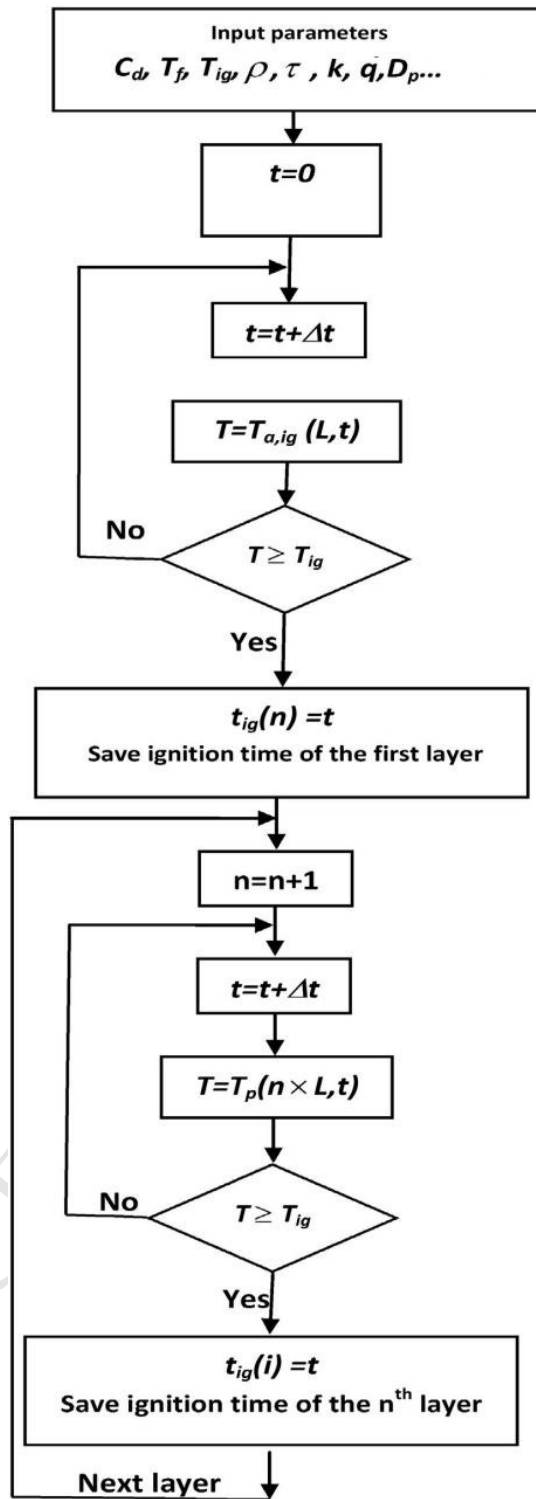 Input parameters
C_d, T_f, T_ig, ρ, τ , k, q̇, D_p...
t=0
t=t+Δt
T=T_a,ig (L,t)
No
T ≥ T_ig
Yes
t_ig(n) =t
Save ignition time of the first layer
n=n+1
t=t+Δt
T=T_p(n × L,t)
No
T ≥ T_ig
Yes
t_ig(i) =t
Save ignition time of the n^th layer
Next layer